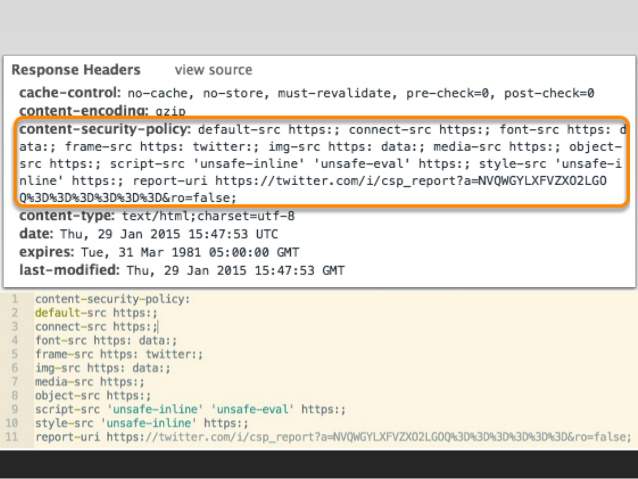 Response Headers view source
cache-control: no-cache, no-store, must-revalidate, pre-check=0, post-check=0
content-encoding: gzip
content-security-policy: default-src https:; connect-src https:; font-src https: d
ata:; frame-src https: twitter:; img-src https: data:; media-src https:; object-
src https:; script-src 'unsafe-inline' 'unsafe-eval' https:; style-src 'unsafe-i
nline' https:; report-uri https://twitter.com/i/csp_report?a=NVQWGYLXFVZXO2LGO
Q%3D%3D%3D%3D%3D%3D&ro=false;
content-type: text/html;charset=utf-8
date: Thu, 29 Jan 2015 15:47:53 UTC
expires: Tue, 31 Mar 1981 05:00:00 GMT
last-modified: Thu, 29 Jan 2015 15:47:53 GMT
1 content-security-policy:
2 default-src https:;
3 connect-src https:;
4 font-src https: data:;
5 frame-src https: twitter:;
6 img-src https: data:;
7 media-src https:;
8 object-src https:;
9 script-src 'unsafe-inline' 'unsafe-eval' https:;
10 style-src 'unsafe-inline' https:;
11 report-uri https://twitter.com/i/csp_report?a=NVQWGYLXFVZXO2LGOQ%3D%3D%3D%3D%3D%3D&ro=false;